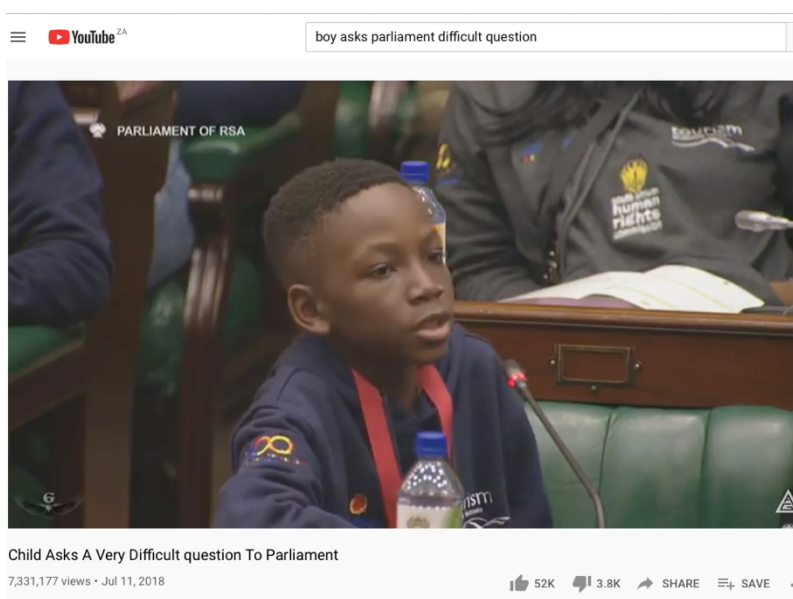 YouTube ZA
boy asks parliament difficult question
PARLIAMENT OF RSA
tourism
south african
human
rights
commission
Child Asks A Very Difficult question To Parliament
7,331,177 views • Jul 11, 2018
52K
3.8K
SHARE
SAVE